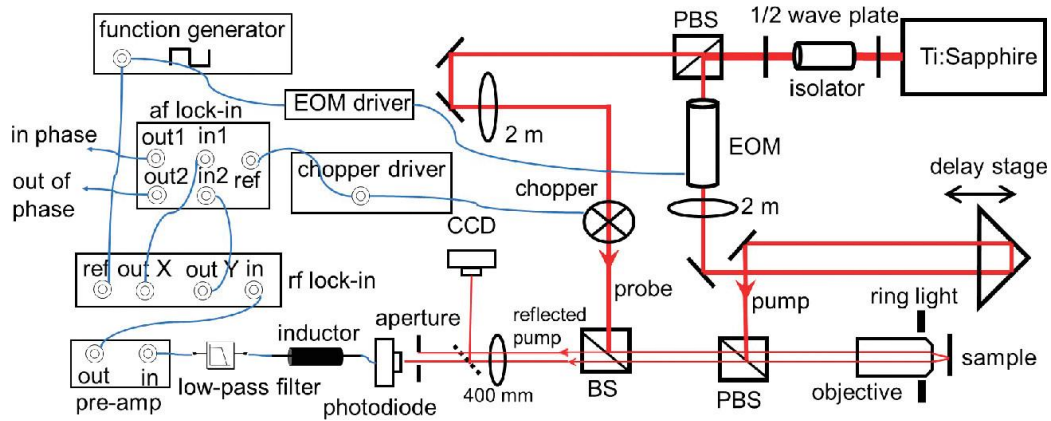 function generator
PBS
1/2 wave plate
Ti:Sapphire
isolator
EOM driver
af lock-in
in phase
out1 in1
out2 in2 ref
out of
phase
2 m
EOM
chopper driver
chopper
2 m
delay stage
CCD
ref out X out Y in
rf lock-in
probe
pump
ring light
inductor
aperture
reflected
pump
sample
out in
pre-amp
low-pass filter
photodiode
400 mm
BS
PBS
objective